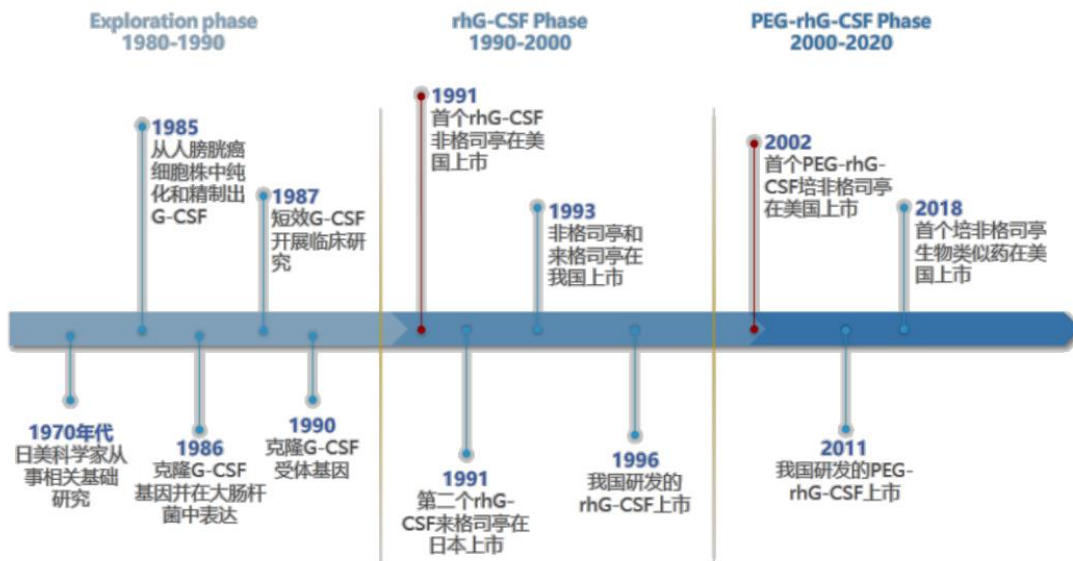 Exploration phase
1980-1990
rhG-CSF Phase
1990-2000
PEG-rhG-CSF Phase
2000-2020
1985
从人膀胱癌
细胞株中纯
化和精制出
G-CSF
1987
短效G-CSF
开展临床研
究
1991
首个rhG-CSF
非格司亭在美
国上市
1993
非格司亭和
来格司亭在
我国上市
2002
首个PEG-rhG-
CSF培非格司亭
在美国上市
2018
首个培非格司亭
生物类似药在美
国上市
1970年代
日美科学家从
事相关基础
研究
1986
克隆G-CSF
基因并在大肠杆
菌中表达
1990
克隆G-CSF
受体基因
1991
第二个rhG-
CSF来格司亭在
日本上市
1996
我国研发的
rhG-CSF上市
2011
我国研发的PEG-
rhG-CSF上市